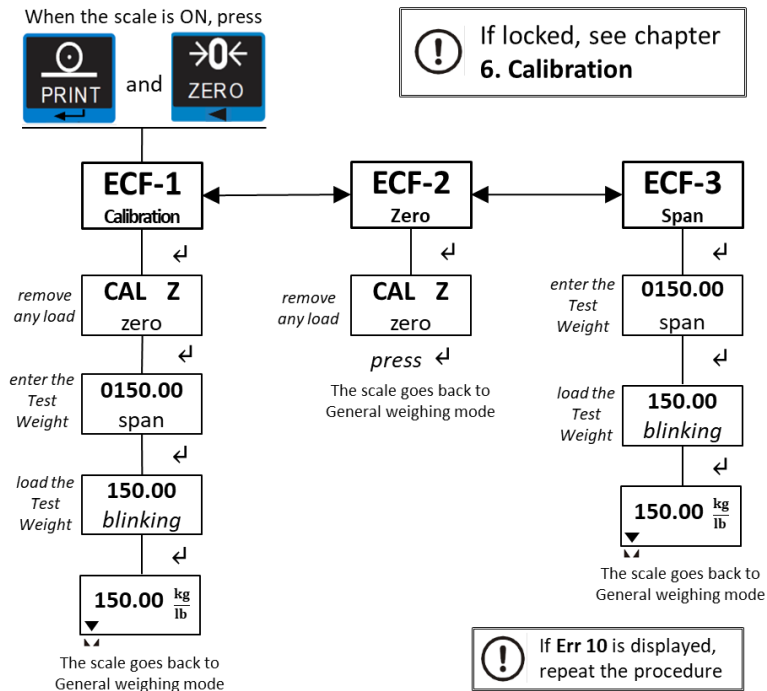 When the scale is ON, press
PRINT
and
→0←
ZERO
If locked, see chapter
6. Calibration
ECF-1
Calibration
ECF-2
Zero
ECF-3
Span
remove
any load
CAL Z
zero
enter the
Test
Weight
0150.00
span
load the
Test
Weight
150.00
blinking
150.00 kg
lb
The scale goes back to
General weighing mode
remove
any load
CAL Z
zero
press ↵
The scale goes back to
General weighing mode
enter the
Test
Weight
0150.00
span
load the
Test
Weight
150.00
blinking
150.00 kg
lb
The scale goes back to
General weighing mode
If Err 10 is displayed,
repeat the procedure